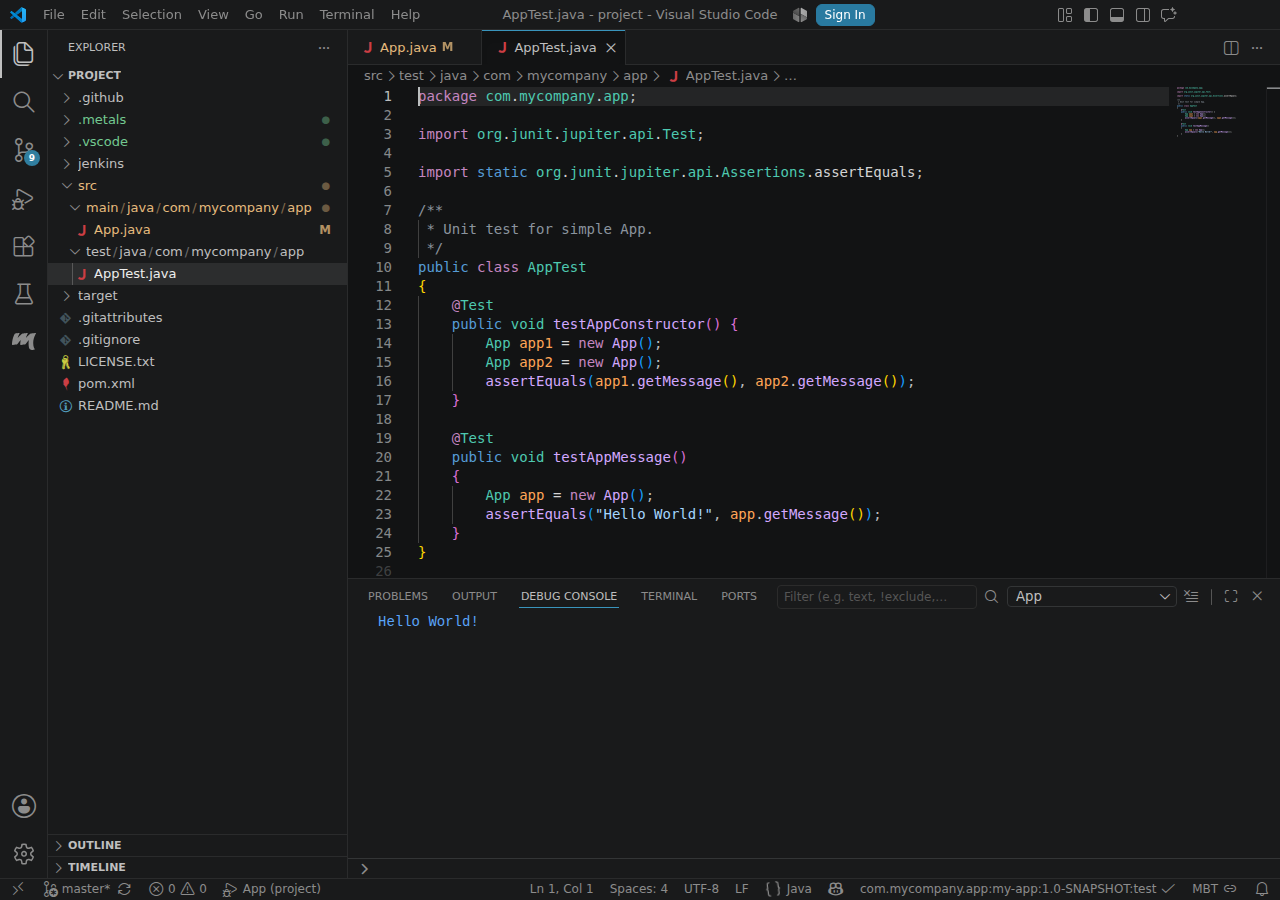 File Edit Selection View Go Run Terminal Help
AppTest.java - project - Visual Studio Code
Sign In
EXPLORER
PROJECT
.github
.metals
.vscode
jenkins
src
main/java/com/mycompany/app
App.java M
test/java/com/mycompany/app
AppTest.java
target
.gitattributes
.gitignore
LICENSE.txt
pom.xml
README.md
OUTLINE
TIMELINE
9
App.java M
AppTest.java
src > test > java > com > mycompany > app > AppTest.java > ...
1 package com.mycompany.app;
2
3 import org.junit.jupiter.api.Test;
4
5 import static org.junit.jupiter.api.Assertions.assertEquals;
6
7 /**
8  * Unit test for simple App.
9  */
10 public class AppTest
11 {
12     @Test
13     public void testAppConstructor() {
14         App app1 = new App();
15         App app2 = new App();
16         assertEquals(app1.getMessage(), app2.getMessage());
17     }
18
19     @Test
20     public void testAppMessage()
21     {
22         App app = new App();
23         assertEquals("Hello World!", app.getMessage());
24     }
25 }
26
PROBLEMS OUTPUT DEBUG CONSOLE TERMINAL PORTS
Filter (e.g. text, !exclude,...
App
Hello World!
master* 0 0 App (project)
Ln 1, Col 1 Spaces: 4 UTF-8 LF Java com.mycompany.app:my-app:1.0-SNAPSHOT:test MBT